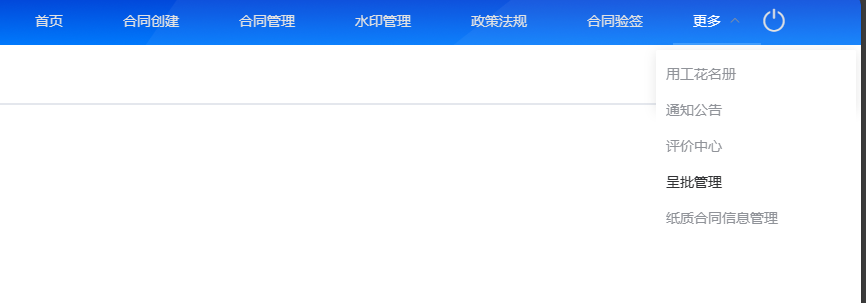 首页 合同创建 合同管理 水印管理 政策法规 合同验签 更多
用工花名册
通知公告
评价中心
呈批管理
纸质合同信息管理